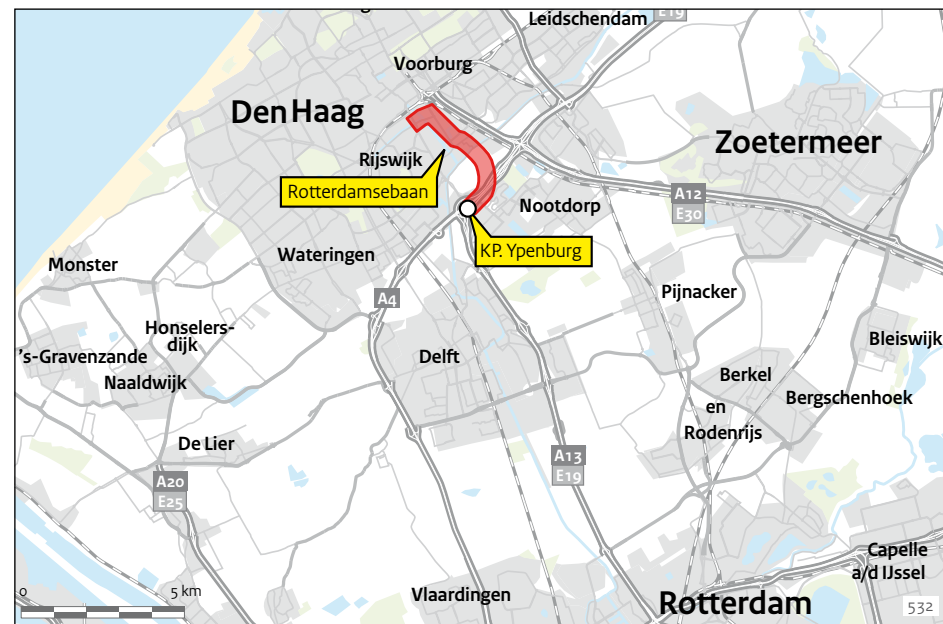 Leidschendam
E19
Voorburg
Den Haag
Zoetermeer
Rijswijk
Rotterdamsebaan
A12
E30
Nootdorp
KP. Ypenburg
Wateringen
Monster
A4
Pijnacker
Honselers-
dijk
Bleiswijk
's-Gravenzande
Delft
Naaldwijk
Berkel
en
Rodenrijs
Bergschenhoek
De Lier
A13
E19
A20
E25
Capelle
a/d IJssel
0
5 km
Vlaardingen
Rotterdam
532